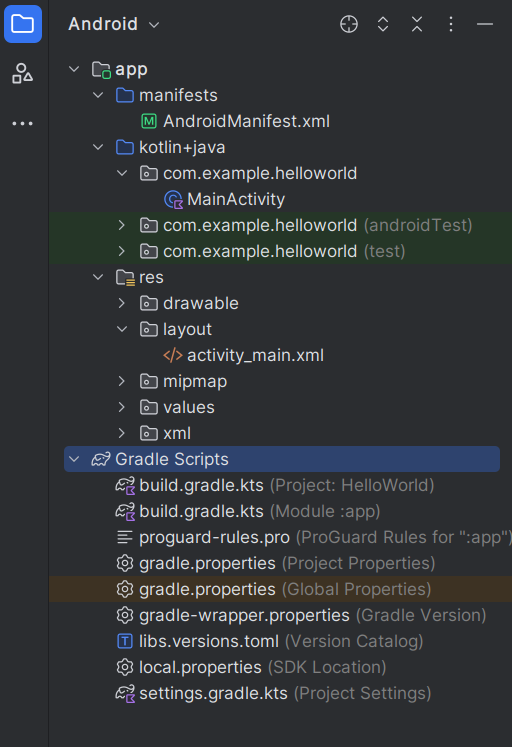 Android
app
manifests
AndroidManifest.xml
kotlin+java
com.example.helloworld
MainActivity
com.example.helloworld (androidTest)
com.example.helloworld (test)
res
drawable
layout
activity_main.xml
mipmap
values
xml
Gradle Scripts
build.gradle.kts (Project: HelloWorld)
build.gradle.kts (Module :app)
proguard-rules.pro (ProGuard Rules for ":app")
gradle.properties (Project Properties)
gradle.properties (Global Properties)
gradle-wrapper.properties (Gradle Version)
libs.versions.toml (Version Catalog)
local.properties (SDK Location)
settings.gradle.kts (Project Settings)